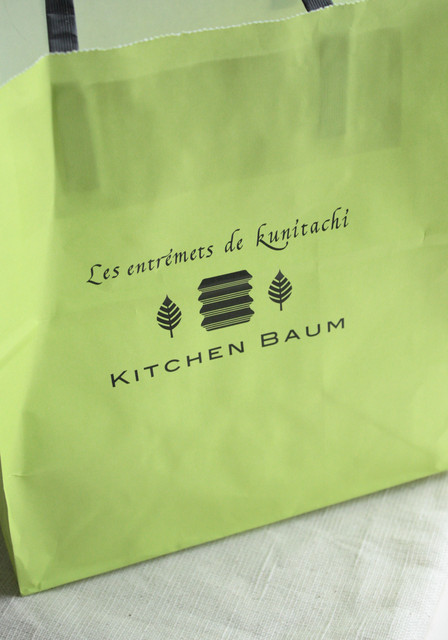 Les entrémets de kunitachi
KITCHEN BAUM